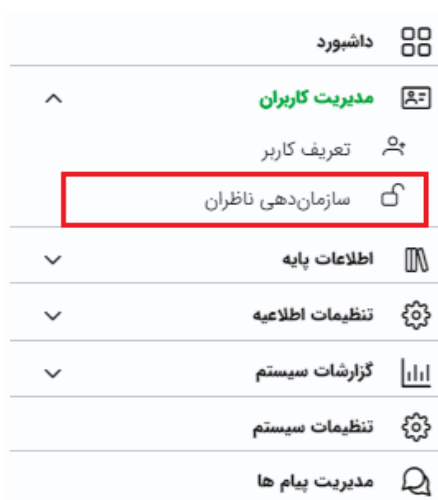 داشبورد
مدیریت کاربران
تعریف کاربر
سازمان‌دهی ناظران
اطلاعات پایه
تنظیمات اطلاعیه
گزارشات سیستم
تنظیمات سیستم
مدیریت پیام ها